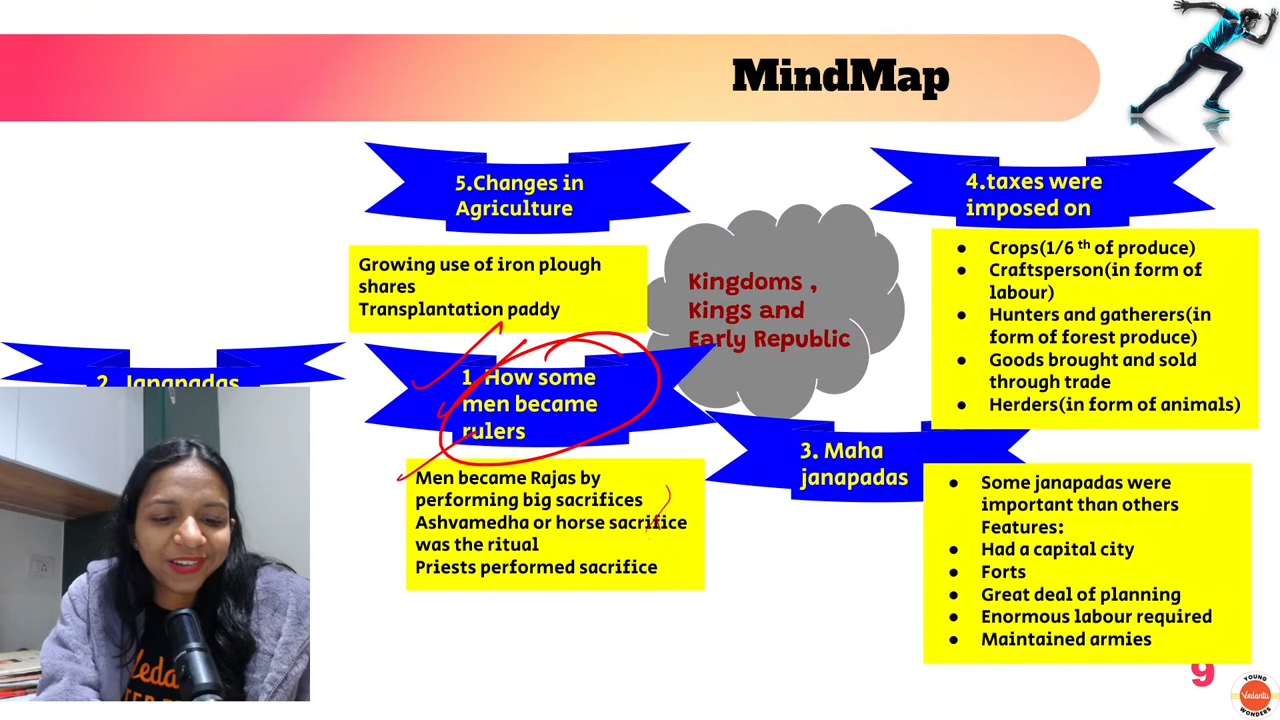 MindMap
5.Changes in
Agriculture
Growing use of iron plough
shares
Transplantation paddy
4.taxes were
imposed on
Crops(1/6 th of produce)
Craftsperson(in form of
labour)
Hunters and gatherers(in
form of forest produce)
Goods brought and sold
through trade
Herders(in form of animals)
Kingdoms ,
Kings and
Early Republic
2. Janapadas
1. How some
men became
rulers
Men became Rajas by
performing big sacrifices
Ashvamedha or horse sacrifice
was the ritual
Priests performed sacrifice
3. Maha
janapadas
Some janapadas were
important than others
Features:
Had a capital city
Forts
Great deal of planning
Enormous labour required
Maintained armies
9
YOUNG
Vedantu
WONDERS